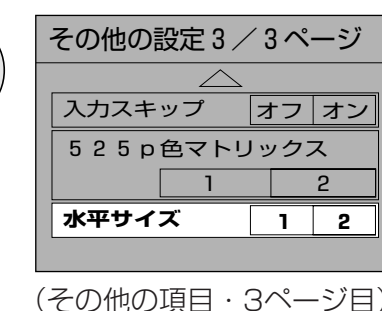 その他の設定3／3ページ
入力スキップ オフ オン
５２５ｐ色マトリックス
1 2
水平サイズ 1 2
（その他の項目・3ページ目）